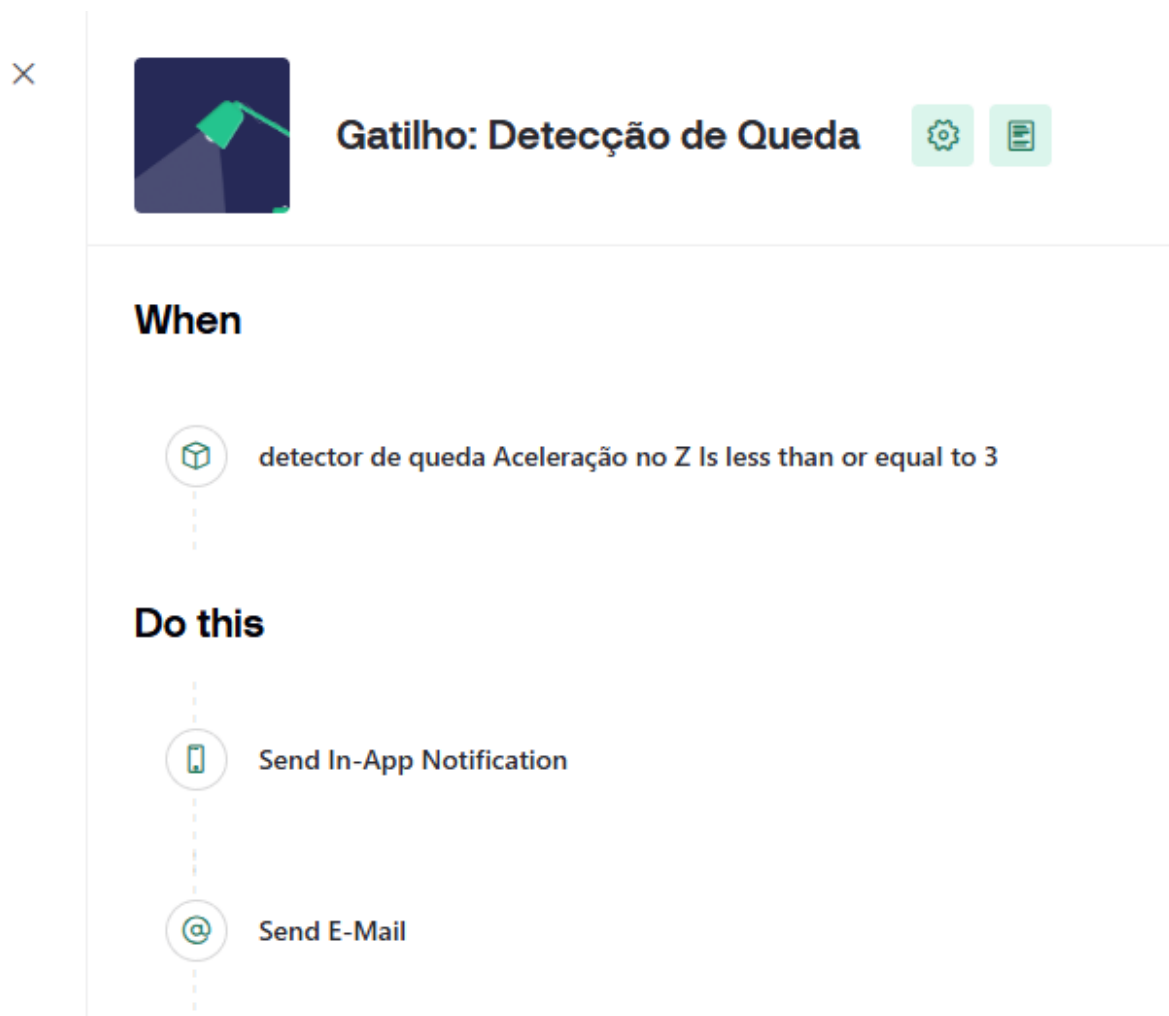 Gatilho: Detecção de Queda
When
detector de queda Aceleração no Z Is less than or equal to 3
Do this
Send In-App Notification
Send E-Mail